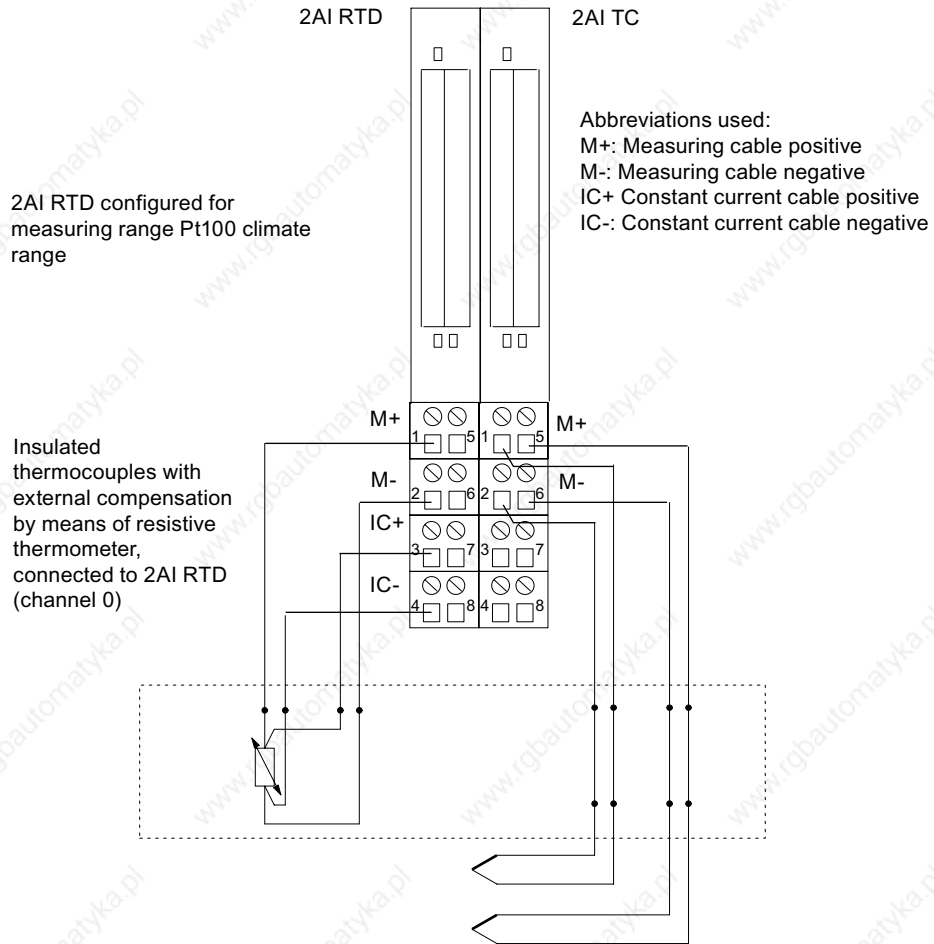 2AI RTD
2AI TC
Abbreviations used:
M+: Measuring cable positive
M-: Measuring cable negative
IC+ Constant current cable positive
IC-: Constant current cable negative
2AI RTD configured for
measuring range Pt100 climate
range
Insulated
thermocouples with
external compensation
by means of resistive
thermometer,
connected to 2AI RTD
(channel 0)
M+ 1 5 1 5 M+
M- 2 6 2 6 M-
IC+ 3 7 3 7
IC- 4 8 4 8
www.rgbautomatyka.pl